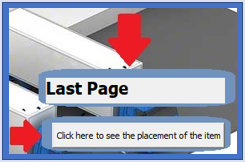 Last Page
Click here to see the placement of the item